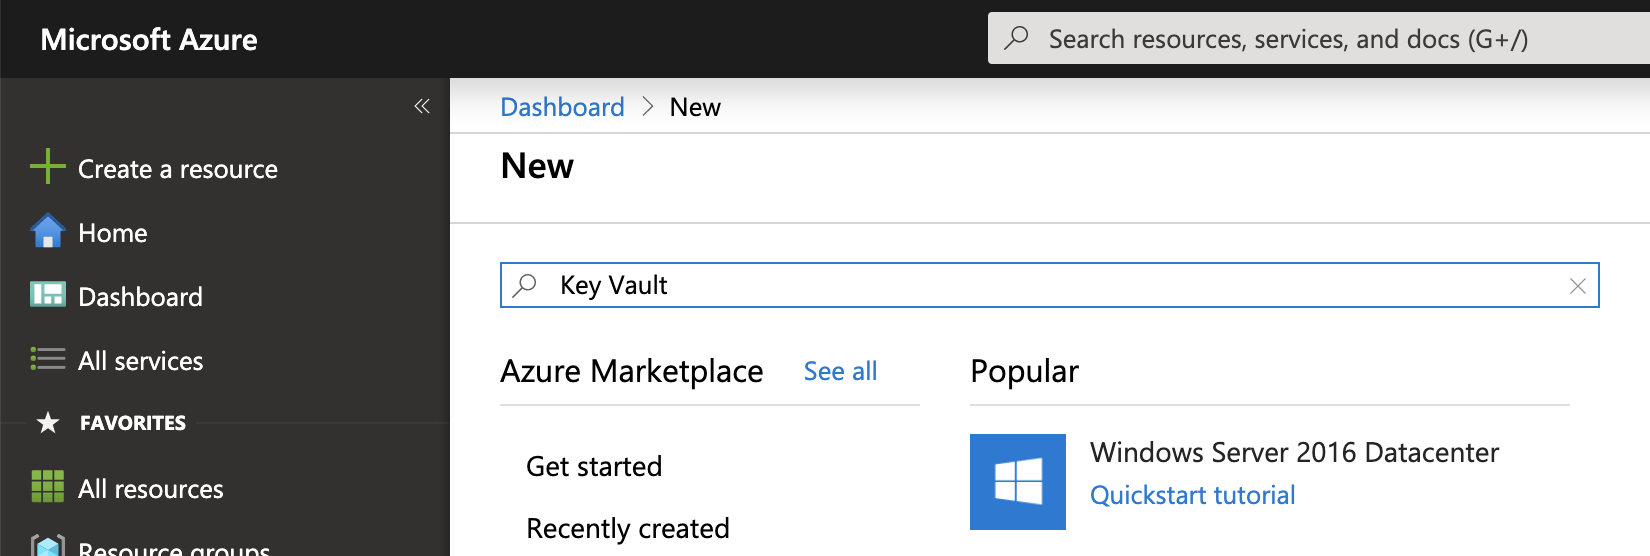 Microsoft Azure
Search resources, services, and docs (G+/)
«
Dashboard > New
New
Create a resource
Home
Dashboard
All services
FAVORITES
All resources
Resource groups
Key Vault
Azure Marketplace See all
Get started
Recently created
Popular
Windows Server 2016 Datacenter
Quickstart tutorial